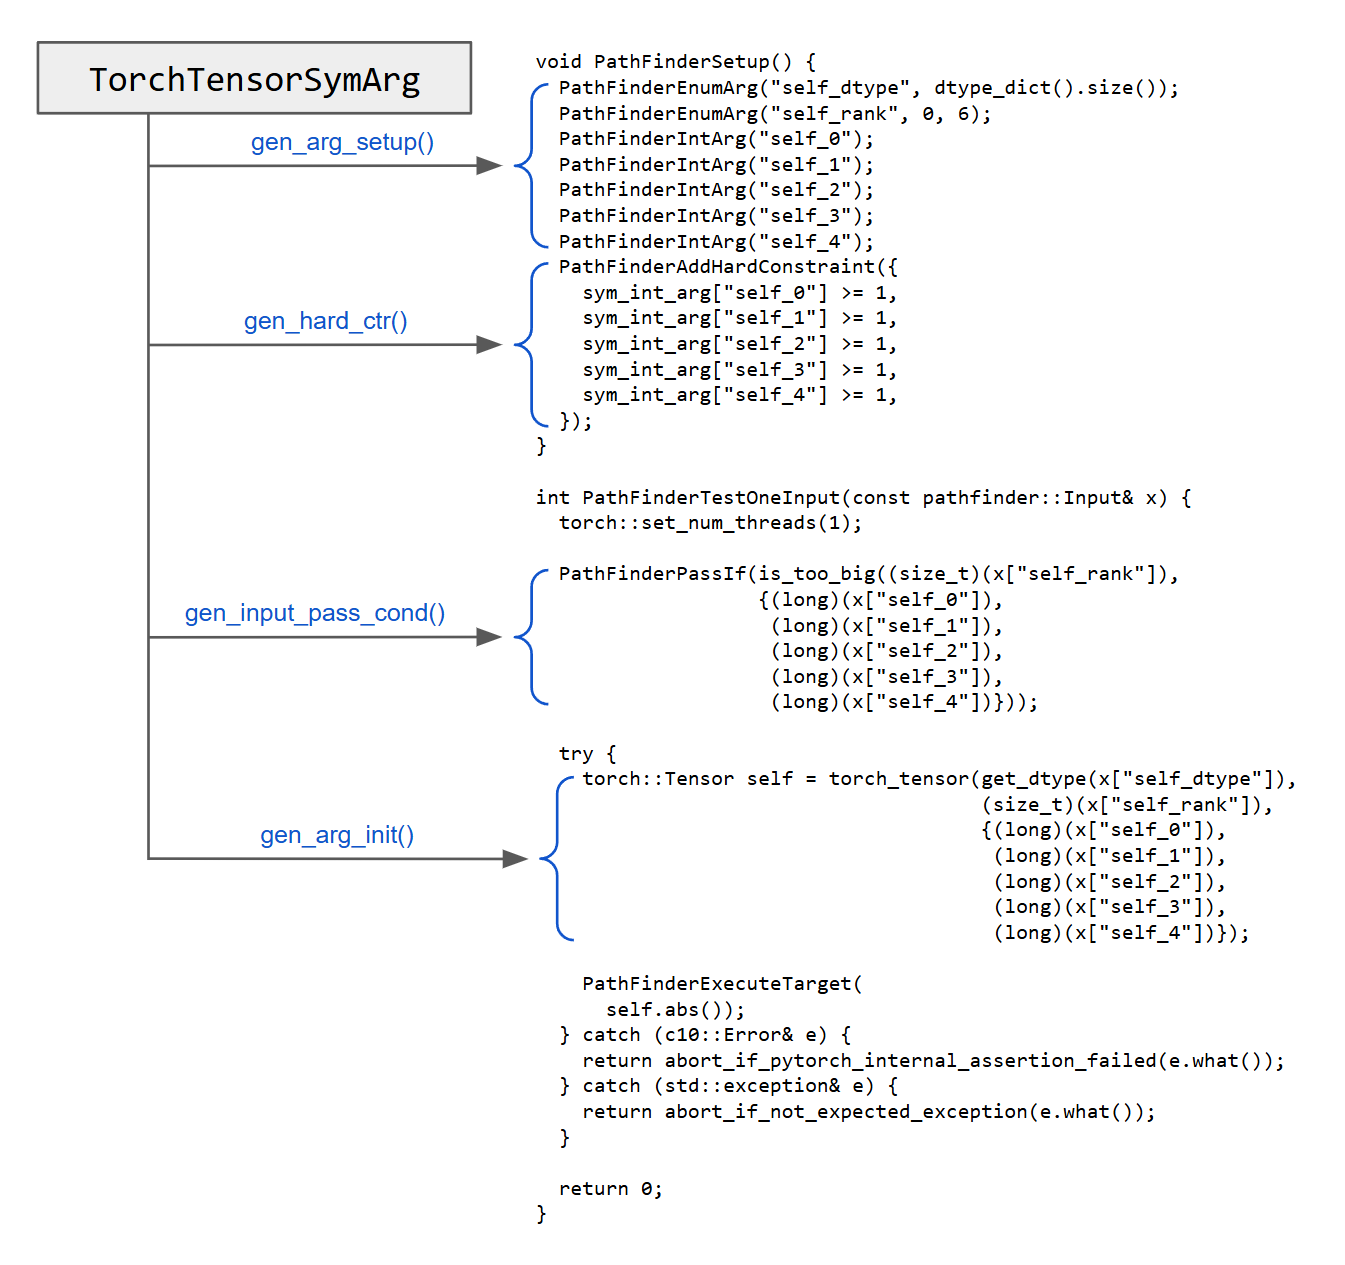 TorchTensorSymArg
gen_arg_setup()
gen_hard_ctr()
gen_input_pass_cond()
gen_arg_init()
void PathFinderSetup() {
  PathFinderEnumArg("self_dtype", dtype_dict().size());
  PathFinderEnumArg("self_rank", 0, 6);
  PathFinderIntArg("self_0");
  PathFinderIntArg("self_1");
  PathFinderIntArg("self_2");
  PathFinderIntArg("self_3");
  PathFinderIntArg("self_4");
  PathFinderAddHardConstraint({
    sym_int_arg["self_0"] >= 1,
    sym_int_arg["self_1"] >= 1,
    sym_int_arg["self_2"] >= 1,
    sym_int_arg["self_3"] >= 1,
    sym_int_arg["self_4"] >= 1,
  });
}
int PathFinderTestOneInput(const pathfinder::Input& x) {
  torch::set_num_threads(1);
  PathFinderPassIf(is_too_big((size_t)(x["self_rank"]),
                   {(long)(x["self_0"]),
                    (long)(x["self_1"]),
                    (long)(x["self_2"]),
                    (long)(x["self_3"]),
                    (long)(x["self_4"])}));
  try {
    torch::Tensor self = torch_tensor(get_dtype(x["self_dtype"]),
                                      (size_t)(x["self_rank"]),
                                      {(long)(x["self_0"]),
                                       (long)(x["self_1"]),
                                       (long)(x["self_2"]),
                                       (long)(x["self_3"]),
                                       (long)(x["self_4"])});
    PathFinderExecuteTarget(
      self.abs());
  } catch (c10::Error& e) {
    return abort_if_pytorch_internal_assertion_failed(e.what());
  } catch (std::exception& e) {
    return abort_if_not_expected_exception(e.what());
  }
  return 0;
}